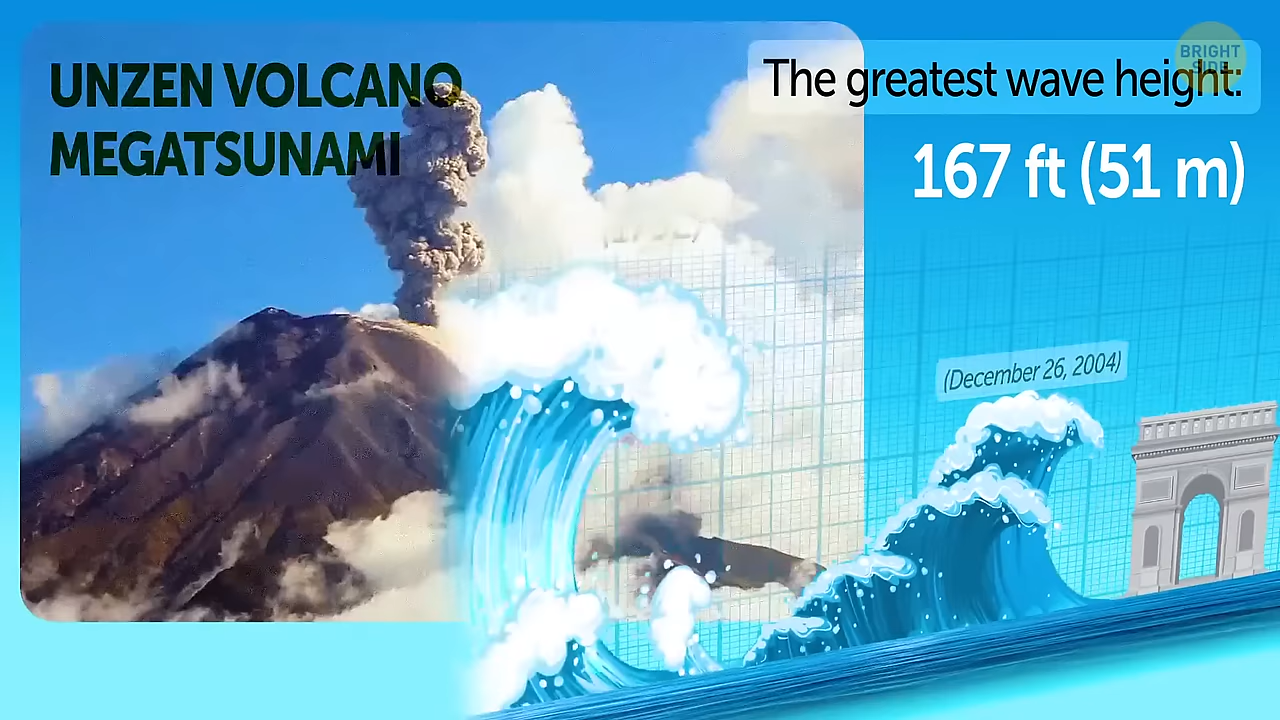 UNZEN VOLCANO
MEGATSUNAMI
The greatest wave height:
167 ft (51 m)
(December 26, 2004)
BRIGHT
SIDE